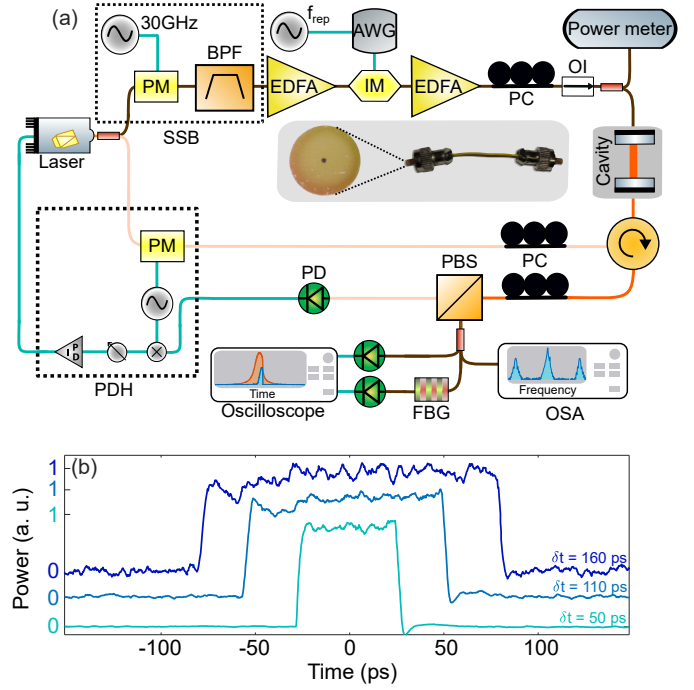 (a)
30GHz
PM
BPF
SSB
EDFA
f_rep
AWG
IM
EDFA
PC
OI
Power meter
Laser
Cavity
PM
PC
PD
PBS
I P D
PDH
Time
Oscilloscope
FBG
Frequency
OSA
(b)
Power (a. u.)
1
1
1
0
0
0
δt = 160 ps
δt = 110 ps
δt = 50 ps
-100 -50 0 50 100
Time (ps)